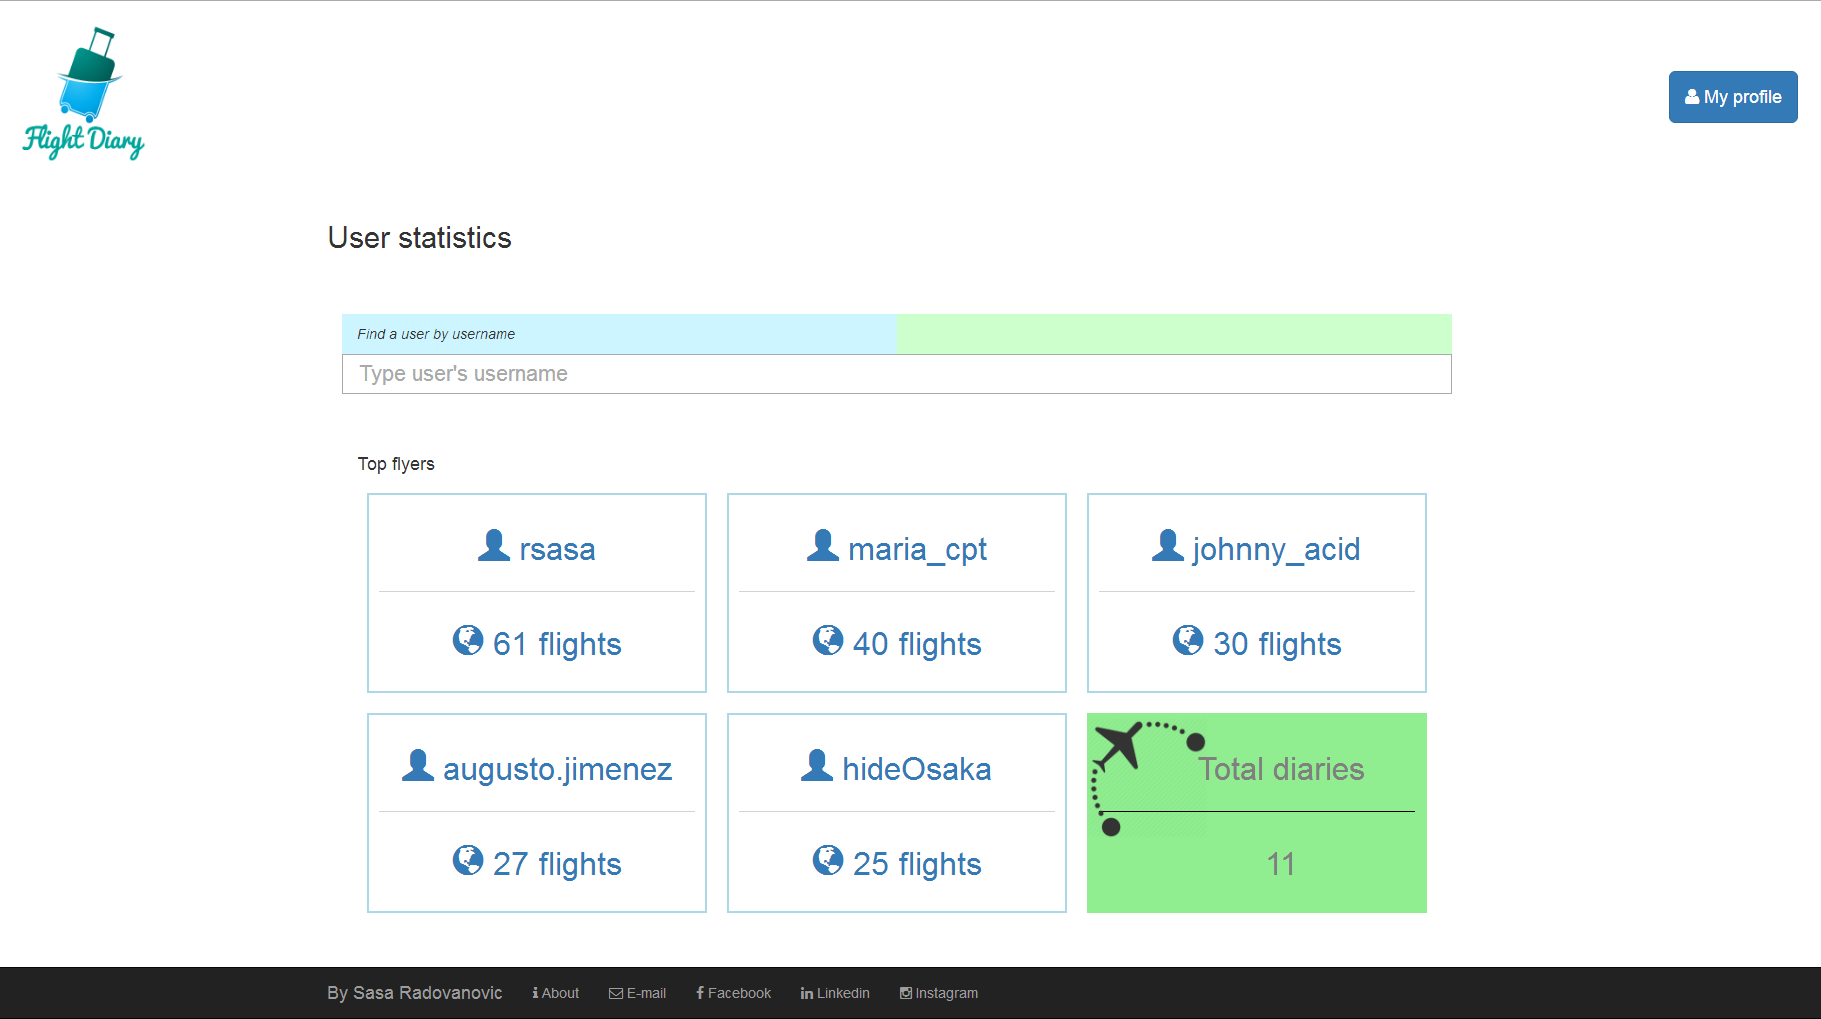 Flight Diary
My profile
User statistics
Find a user by username
Type user's username
Top flyers
rsasa
61 flights
maria_cpt
40 flights
johnny_acid
30 flights
augusto.jimenez
27 flights
hideOsaka
25 flights
Total diaries
11
By Sasa Radovanovic About E-mail Facebook Linkedin Instagram